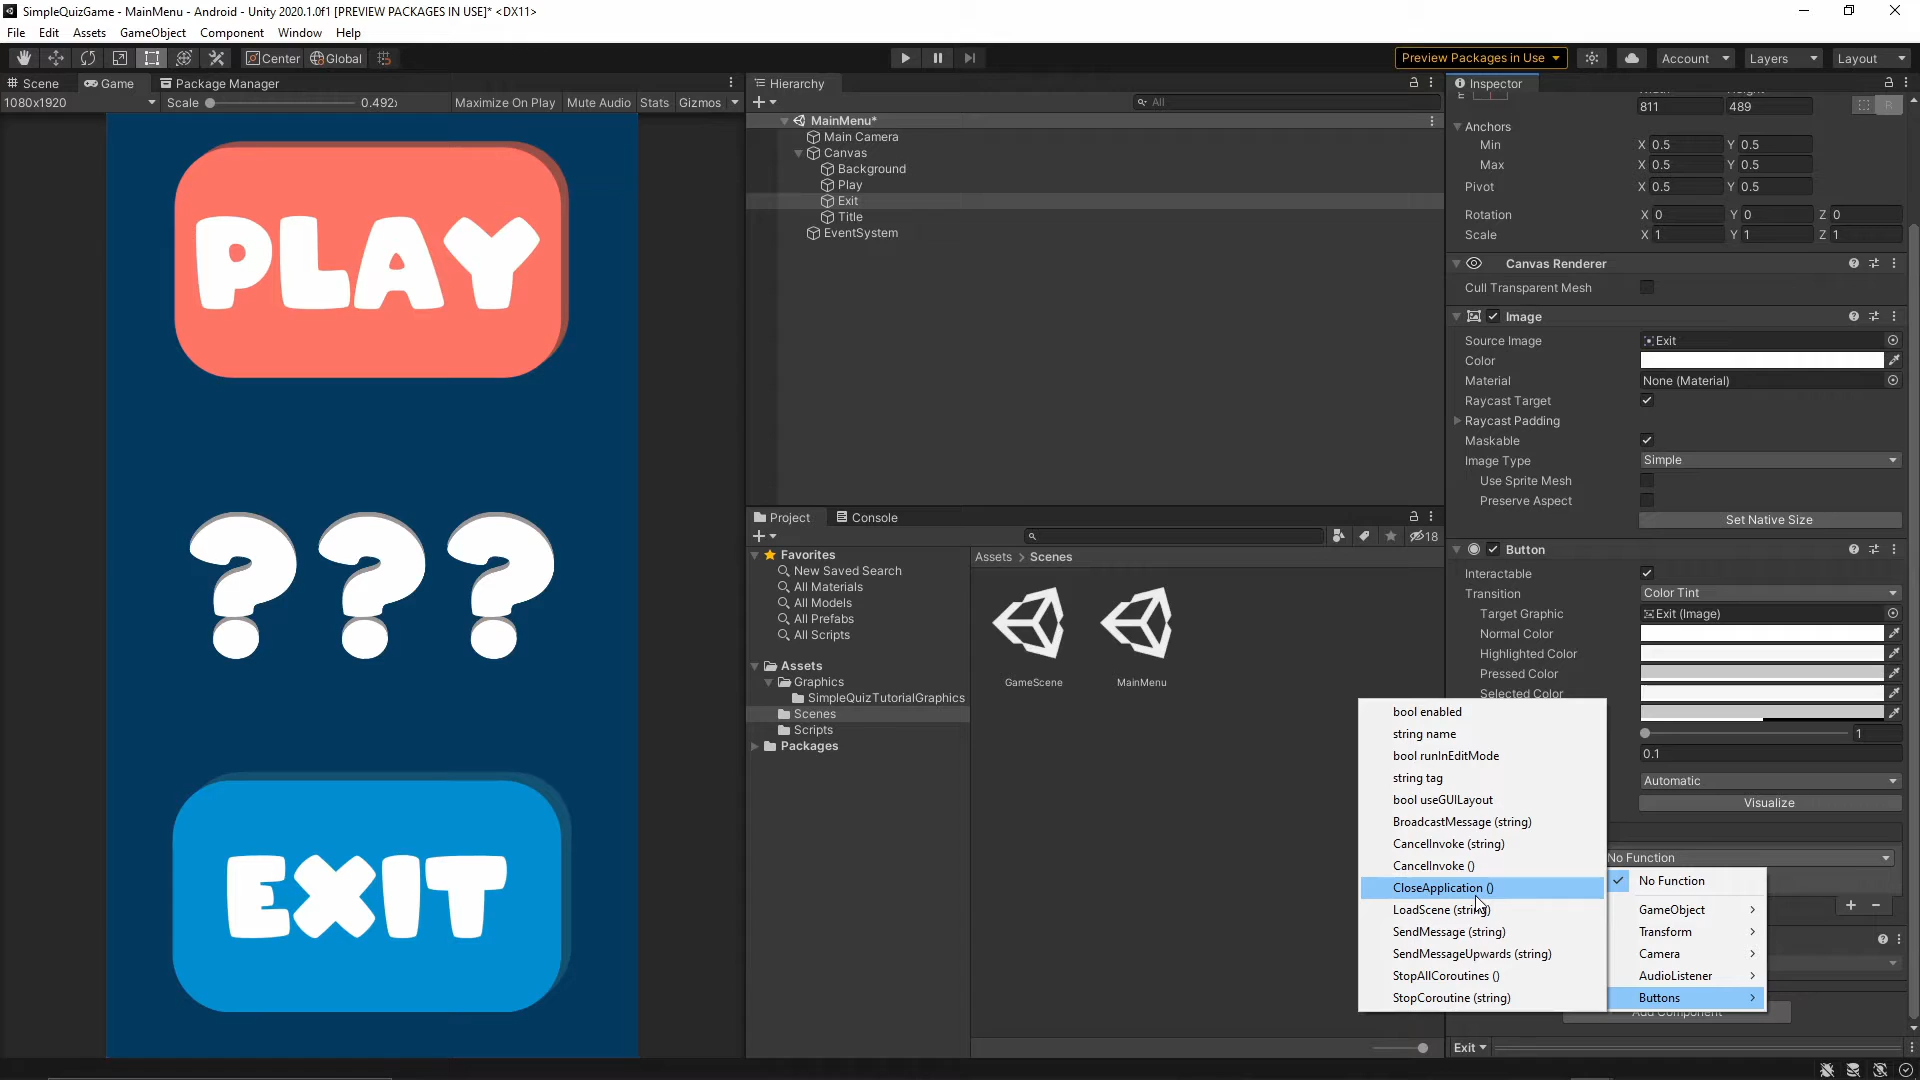 SimpleQuizGame - MainMenu - Android - Unity 2020.1.0f1 [PREVIEW PACKAGES IN USE]* <DX11>
File Edit Assets GameObject Component Window Help
Center Global Preview Packages in Use Account Layers Layout
Scene Game Package Manager
1080x1920 Scale 0.492x Maximize On Play Mute Audio Stats Gizmos
PLAY
???
EXIT
Hierarchy
All
MainMenu*
Main Camera
Canvas
Background
Play
Exit
Title
EventSystem
Project Console
18
Favorites
New Saved Search
All Materials
All Models
All Prefabs
All Scripts
Assets
Graphics
SimpleQuizTutorialGraphics
Scenes
Scripts
Packages
Assets > Scenes
GameScene
MainMenu
Inspector
811 489
R
Anchors
Min X 0.5 Y 0.5
Max X 0.5 Y 0.5
Pivot X 0.5 Y 0.5
Rotation X 0 Y 0 Z 0
Scale X 1 Y 1 Z 1
Canvas Renderer
Cull Transparent Mesh
Image
Source Image Exit
Color
Material None (Material)
Raycast Target
Raycast Padding
Maskable
Image Type Simple
Use Sprite Mesh
Preserve Aspect
Set Native Size
Button
Interactable
Transition Color Tint
Target Graphic Exit (Image)
Normal Color
Highlighted Color
Pressed Color
Selected Color
1
0.1
Automatic
Visualize
No Function
bool enabled
string name
bool runInEditMode
string tag
bool useGUILayout
BroadcastMessage (string)
CancelInvoke (string)
CancelInvoke ()
CloseApplication ()
LoadScene (string)
SendMessage (string)
SendMessageUpwards (string)
StopAllCoroutines ()
StopCoroutine (string)
No Function
GameObject
Transform
Camera
AudioListener
Buttons
Add Component
Exit